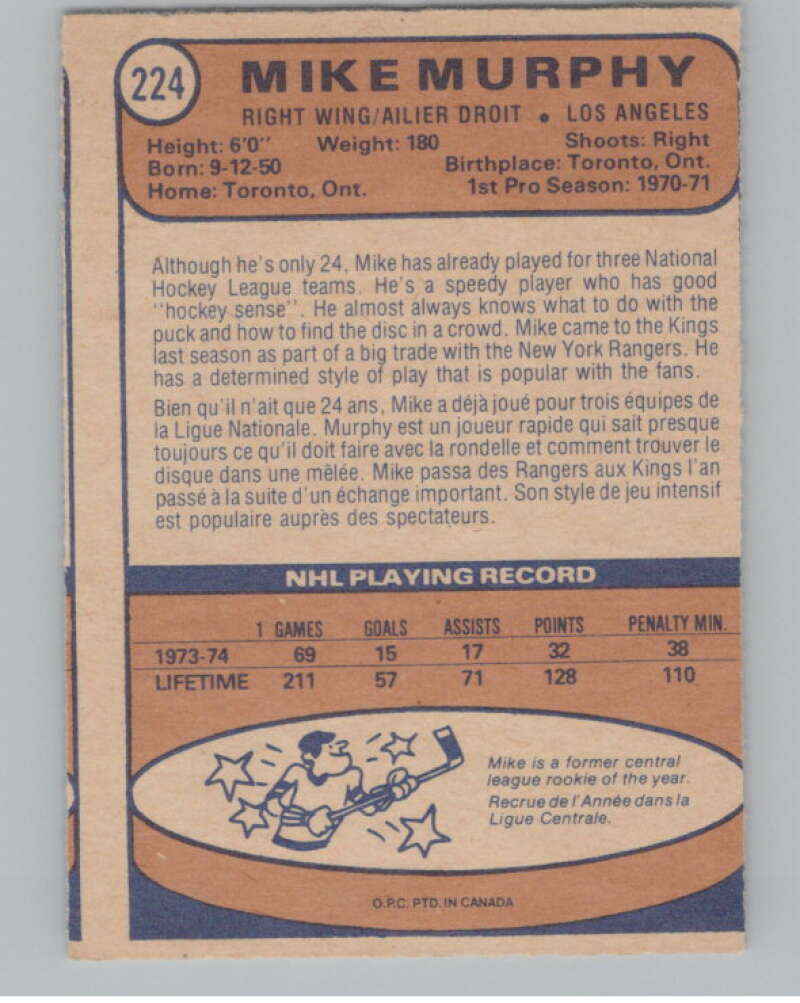 224
MIKE MURPHY
RIGHT WING/AILIER DROIT • LOS ANGELES
Height: 6'0'' Weight: 180 Shoots: Right
Born: 9-12-50 Birthplace: Toronto, Ont.
Home: Toronto, Ont. 1st Pro Season: 1970-71
Although he's only 24, Mike has already played for three National
Hockey League teams. He's a speedy player who has good
''hockey sense''. He almost always knows what to do with the
puck and how to find the disc in a crowd. Mike came to the Kings
last season as part of a big trade with the New York Rangers. He
has a determined style of play that is popular with the fans.
Bien qu'il n'ait que 24 ans, Mike a déjà joué pour trois équipes de
la Ligue Nationale. Murphy est un joueur rapide qui sait presque
toujours ce qu'il doit faire avec la rondelle et comment trouver le
disque dans une mêlée. Mike passa des Rangers aux Kings l'an
passé à la suite d'un échange important. Son style de jeu intensif
est populaire auprès des spectateurs.
NHL PLAYING RECORD
1 GAMES GOALS ASSISTS POINTS PENALTY MIN.
1973-74 69 15 17 32 38
LIFETIME 211 57 71 128 110
Mike is a former central
league rookie of the year.
Recrue de l'Année dans la
Ligue Centrale.
O.P.C. PTD. IN CANADA